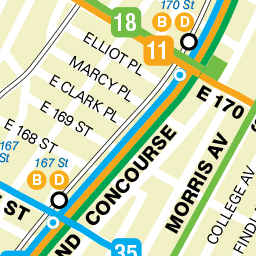 170 St
18
B D
ELLIOT PL
11
MARCY PL
E CLARK PL
E 170
E 169 ST
E 168 ST
167
St
167 St
B D
CONCOURSE
MORRIS AV
COLLEGE AV
ST
35